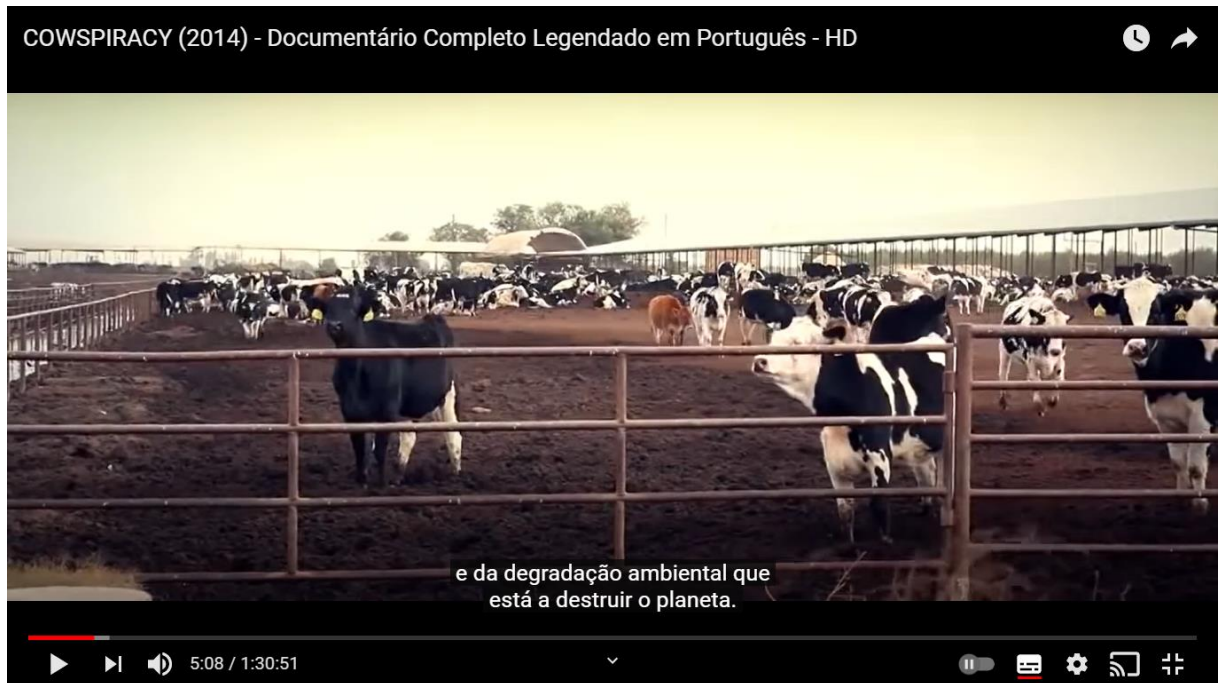 COWSPIRACY (2014) - Documentário Completo Legendado em Português - HD
e da degradação ambiental que
está a destruir o planeta.
5:08 / 1:30:51